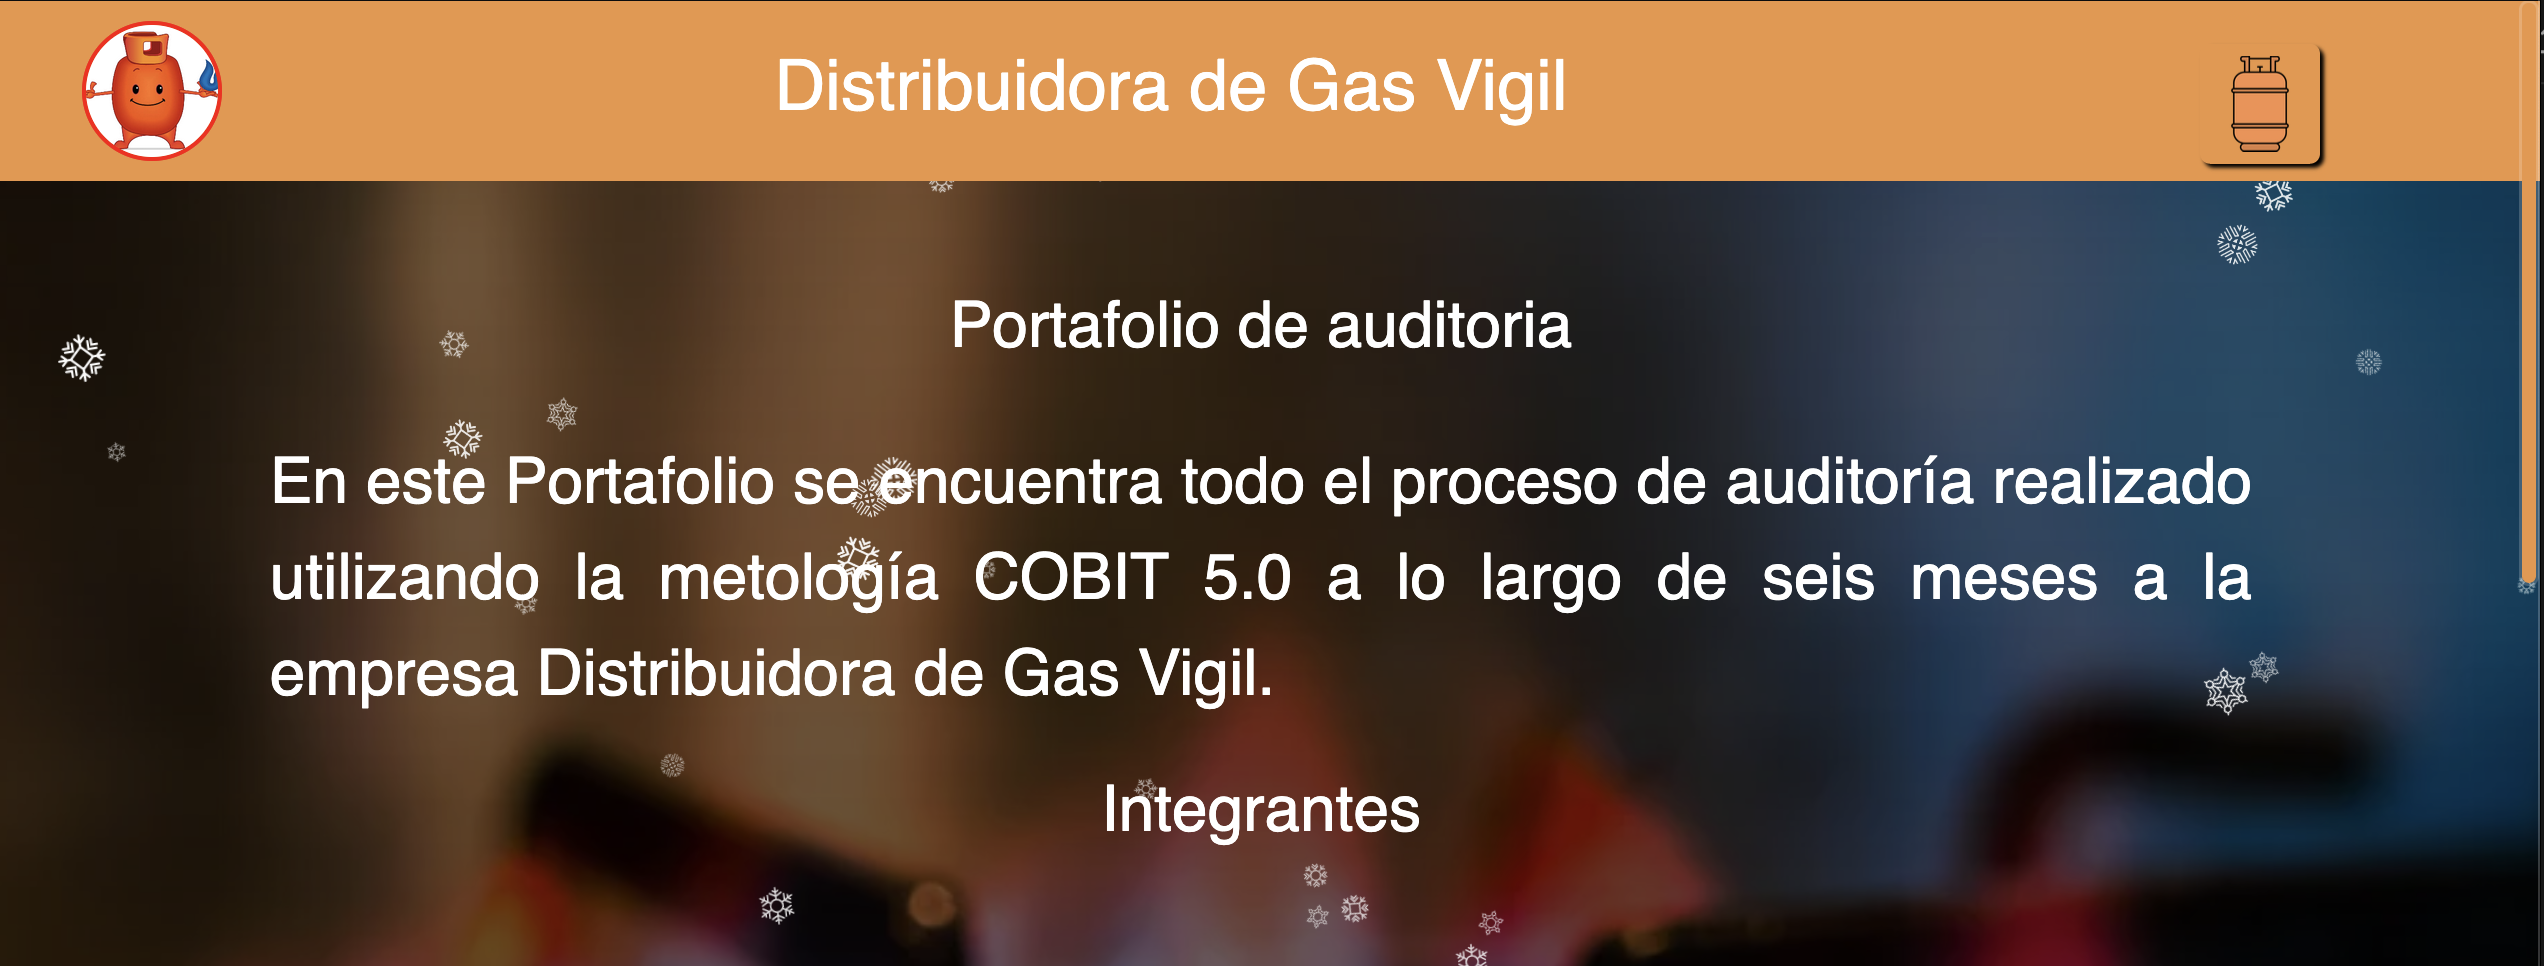 Distribuidora de Gas Vigil
Portafolio de auditoria
En este Portafolio se encuentra todo el proceso de auditoría realizado
utilizando la metología COBIT 5.0 a lo largo de seis meses a la
empresa Distribuidora de Gas Vigil.
Integrantes